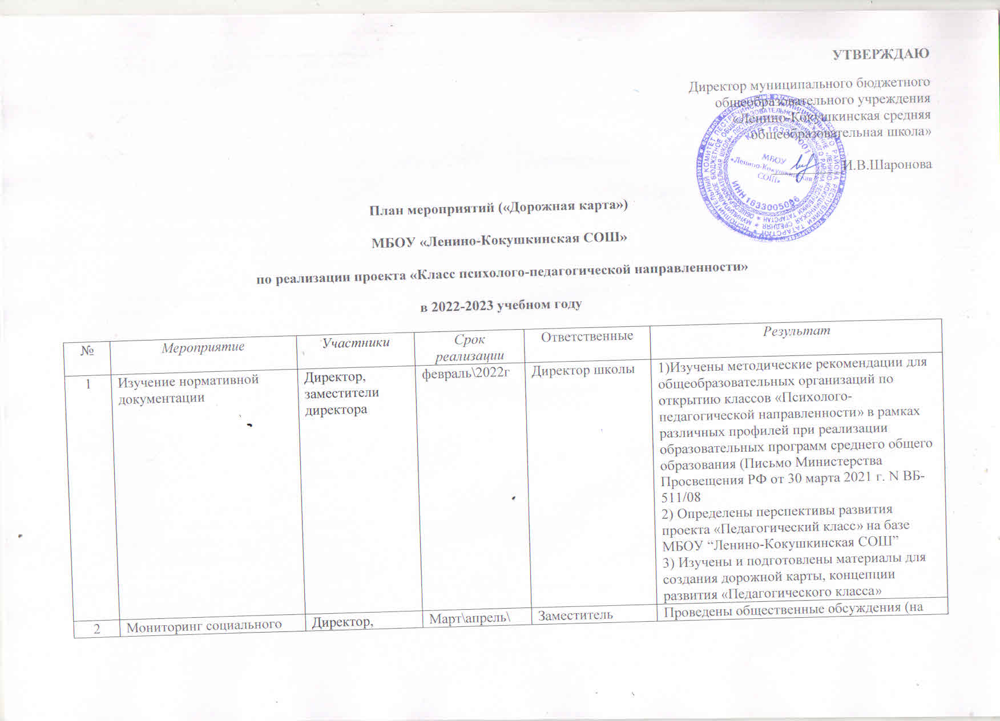 УТВЕРЖДАЮ
Директор муниципального бюджетного
общеобразовательного учреждения
«Ленино-Кокушкинская средняя
общеобразовательная школа»
И.В.Шаронова
МБОУ
«Ленино-Кокушкинская
СОШ»
План мероприятий («Дорожная карта»)
МБОУ «Ленино-Кокушкинская СОШ»
по реализации проекта «Класс психолого-педагогической направленности»
в 2022-2023 учебном году
№ Мероприятие Участники Срок реализации Ответственные Результат
1
Изучение нормативной
документации
Директор,
заместители
директора
февраль\2022г
Директор школы
1)Изучены методические рекомендации для
общеобразовательных организаций по
открытию классов «Психолого-
педагогической направленности» в рамках
различных профилей при реализации
образовательных программ среднего общего
образования (Письмо Министерства
Просвещения РФ от 30 марта 2021 г. N ВБ-
511/08
2) Определены перспективы развития
проекта «Педагогический класс» на базе
МБОУ “Ленино-Кокушкинская СОШ”
3) Изучены и подготовлены материалы для
создания дорожной карты, концепции
развития «Педагогического класса»
2
Мониторинг социального
Директор,
Март\апрель\
Заместитель
Проведены общественные обсуждения (на